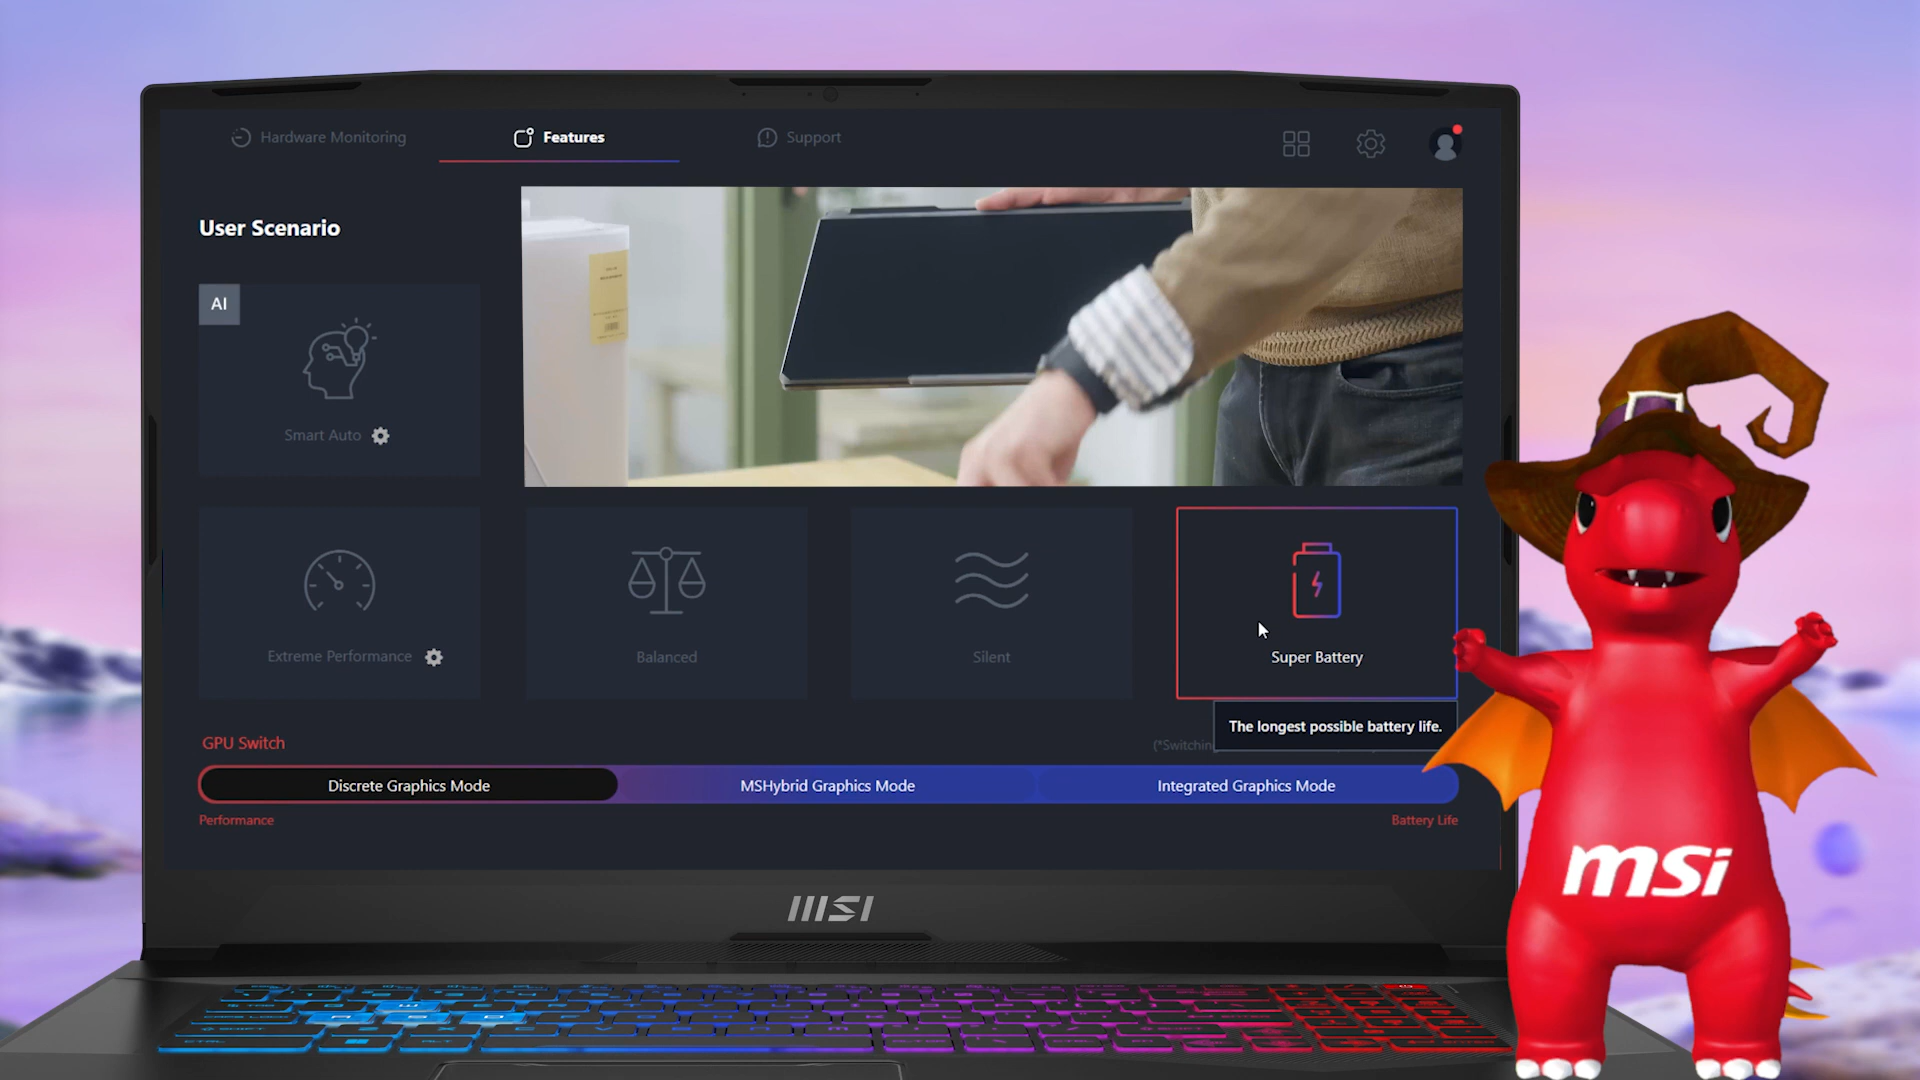 Hardware Monitoring
Features
Support
User Scenario
AI
Smart Auto
Extreme Performance
Balanced
Silent
Super Battery
The longest possible battery life.
GPU Switch
(*Switching
Discrete Graphics Mode
MSHybrid Graphics Mode
Integrated Graphics Mode
Performance
Battery Life
msi
MSI